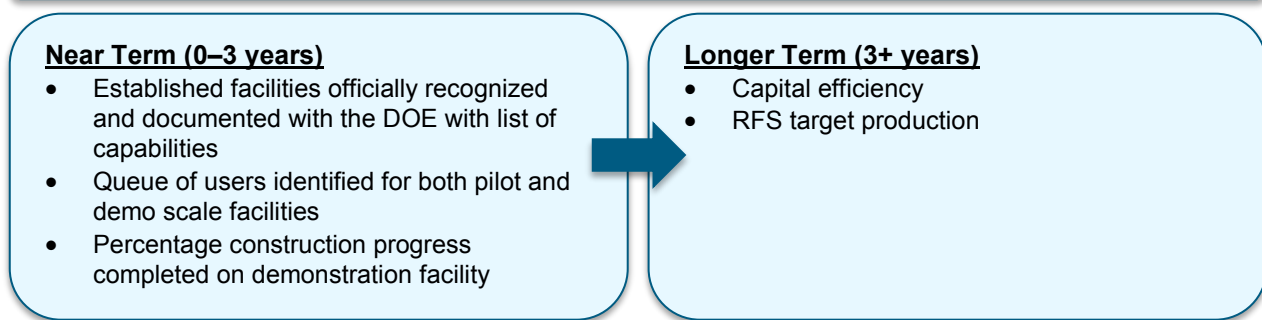 Near Term (0–3 years)
• Established facilities officially recognized
and documented with the DOE with list of
capabilities
• Queue of users identified for both pilot and
demo scale facilities
• Percentage construction progress
completed on demonstration facility
Longer Term (3+ years)
• Capital efficiency
• RFS target production